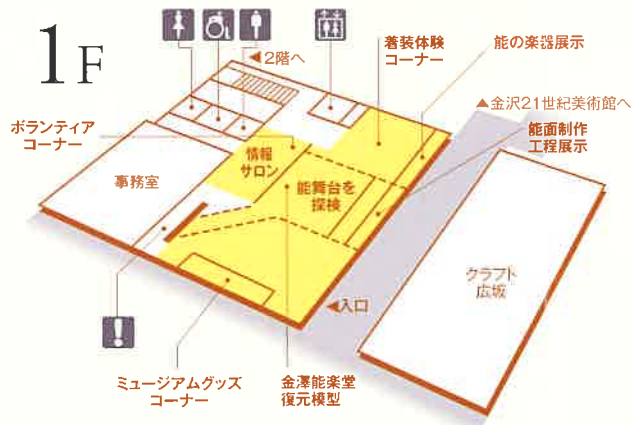 1F
◀2階へ
着装体験
コーナー
能の楽器展示
▲金沢21世紀美術館へ
ボランティア
コーナー
能面制作
工程展示
情報
サロン
事務室
能舞台を
探検
クラフト
広坂
◀入口
!
ミュージアムグッズ
コーナー
金澤能楽堂
復元模型